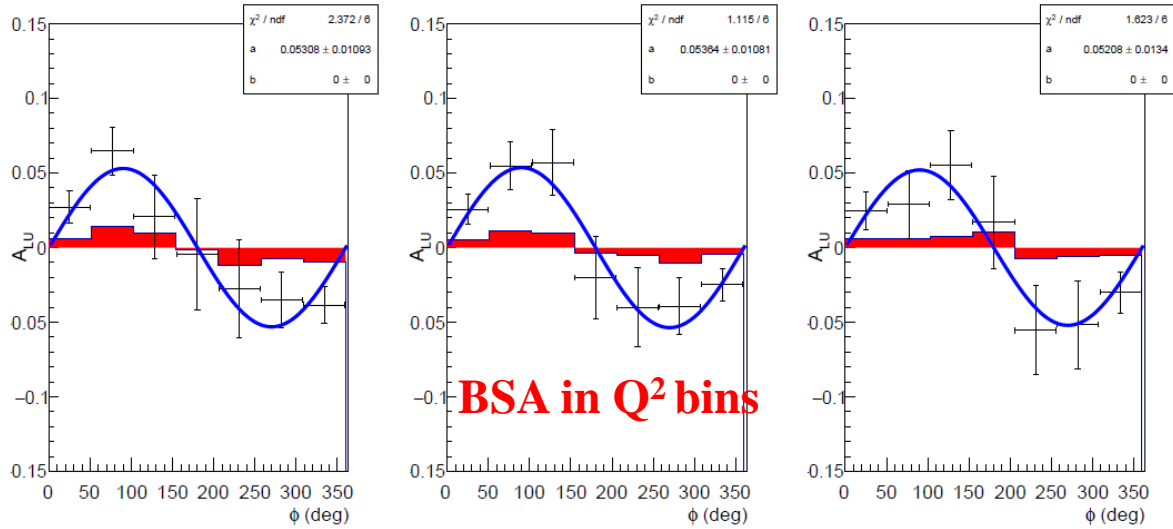 χ² / ndf 2.372 / 6
a 0.05308 ± 0.01093
b 0 ± 0
0.15
0.1
0.05
0
0.05
−0.1
0.15
A_LU
0 50 100 150 200 250 300 350
ϕ (deg)
χ² / ndf 1.115 / 6
a 0.05364 ± 0.01081
b 0 ± 0
0.15
0.1
0.05
0
0.05
−0.1
0.15
A_LU
0 50 100 150 200 250 300 350
ϕ (deg)
BSA in Q² bins
χ² / ndf 1.623 / 6
a 0.05208 ± 0.0134
b 0 ± 0
0.15
0.1
0.05
0
0.05
−0.1
0.15
A_LU
0 50 100 150 200 250 300 350
ϕ (deg)